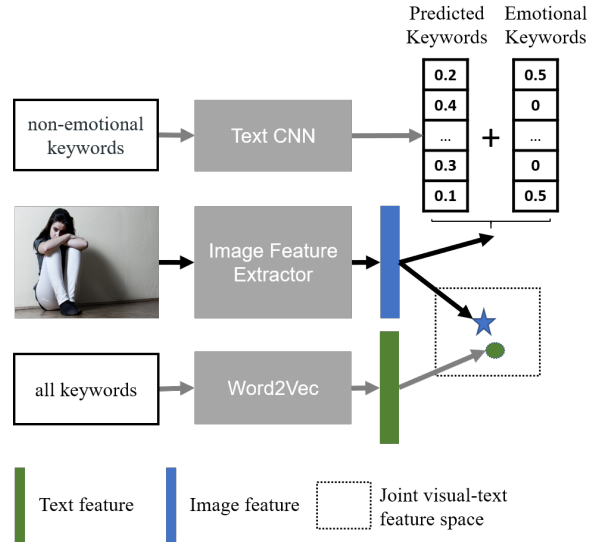 Predicted Keywords
Emotional Keywords
0.2
0.5
0.4
0
...
...
+
0.3
0
0.1
0.5
non-emotional
keywords
Text CNN
Image Feature
Extractor
all keywords
Word2Vec
Text feature
Image feature
Joint visual-text
feature space